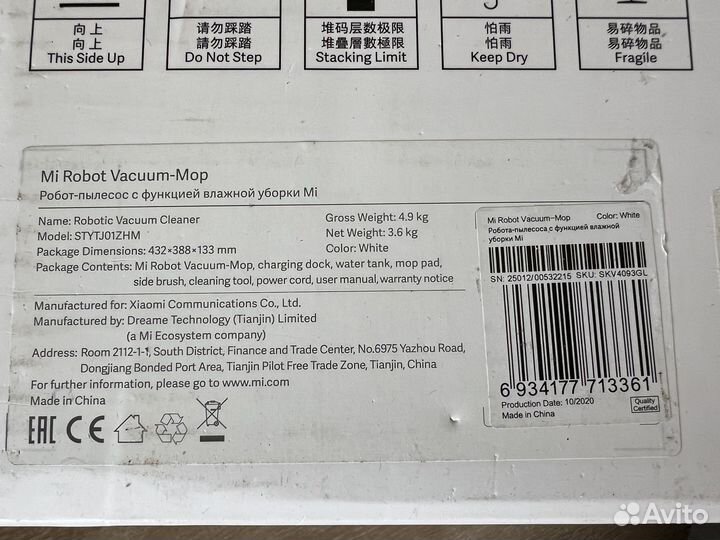 向上
向上
This Side Up
请勿踩踏
請勿踩踏
Do Not Step
堆码层数极限
堆疊層數極限
Stacking Limit
怕雨
怕雨
Keep Dry
易碎物品
易碎物品
Fragile
Mi Robot Vacuum-Mop
Робот-пылесос с функцией влажной уборки Mi
Name: Robotic Vacuum Cleaner
Model: STYTJ01ZHM
Package Dimensions: 432×388×133 mm
Gross Weight: 4.9 kg
Net Weight: 3.6 kg
Color: White
Package Contents: Mi Robot Vacuum-Mop, charging dock, water tank, mop pad,
side brush, cleaning tool, power cord, user manual, warranty notice
Manufactured for: Xiaomi Communications Co., Ltd.
Manufactured by: Dreame Technology (Tianjin) Limited
(a Mi Ecosystem company)
Address: Room 2112-1-1, South District, Finance and Trade Center, No.6975 Yazhou Road,
Dongjiang Bonded Port Area, Tianjin Pilot Free Trade Zone, Tianjin, China
For further information, please go to www.mi.com
Made in China
EAC CE
Mi Robot Vacuum-Mop Color: White
Робота-пылесоса с функцией влажной
уборки Mi
SN: 25012/00532215 SKU: SKV4093GL
6 934177 713361
Production Date: 10/2020
Made in China
Quality
Certified
Avito